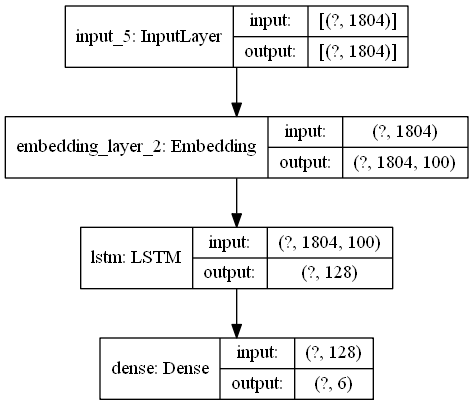 input_5: InputLayer
input:
[(?, 1804)]
output:
[(?, 1804)]
embedding_layer_2: Embedding
input:
(?, 1804)
output:
(?, 1804, 100)
lstm: LSTM
input:
(?, 1804, 100)
output:
(?, 128)
dense: Dense
input:
(?, 128)
output:
(?, 6)